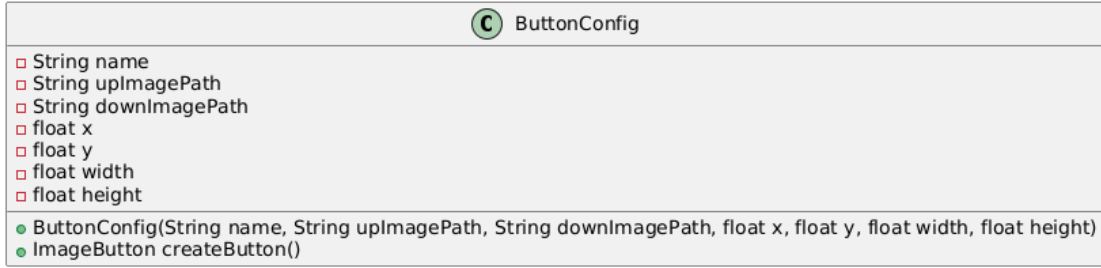 C ButtonConfig
String name
String upImagePath
String downImagePath
float x
float y
float width
float height
ButtonConfig(String name, String upImagePath, String downImagePath, float x, float y, float width, float height)
ImageButton createButton()